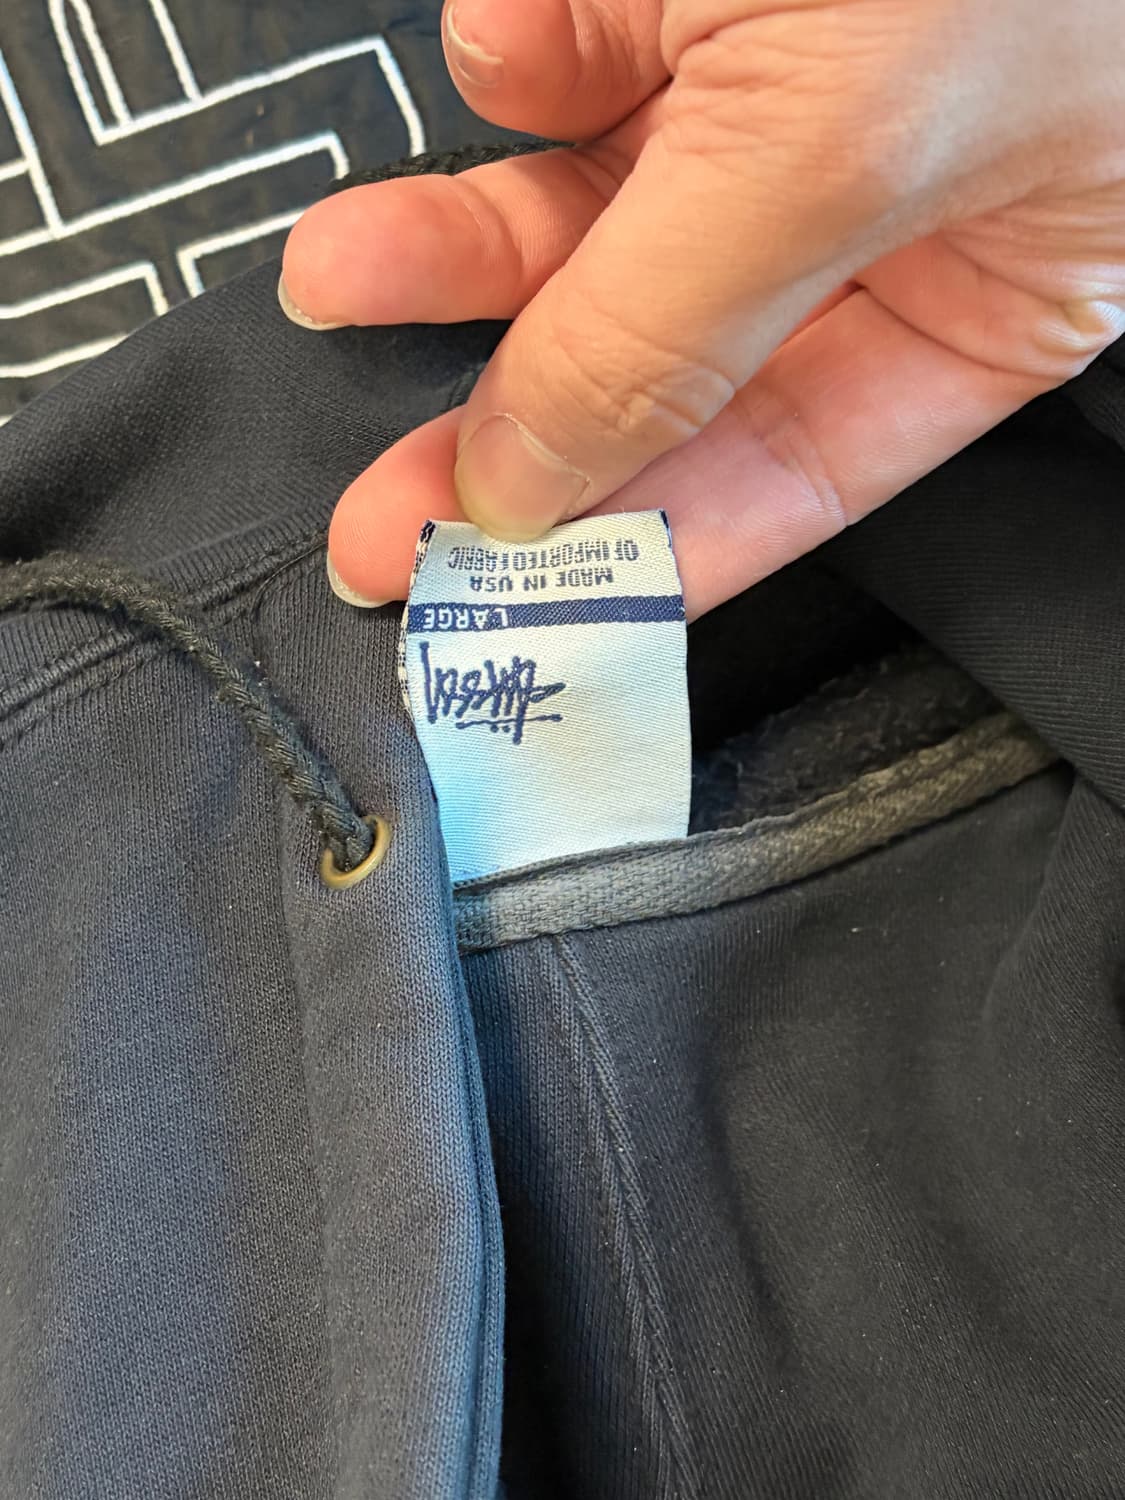 Stüssy
LARGE
MADE IN USA
OF IMPORTED FABRIC